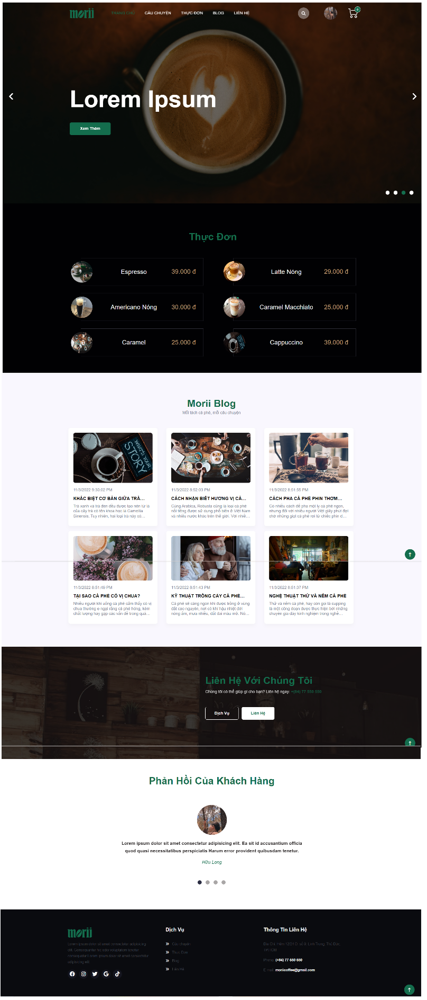 morii
TRANG CHỦ CÂU CHUYỆN THỰC ĐƠN BLOG LIÊN HỆ
0
Lorem Ipsum
Xem Thêm
Thực Đơn
Espresso 39.000 đ
Latte Nóng 29.000 đ
Americano Nóng 30.000 đ
Caramel Macchiato 25.000 đ
Caramel 25.000 đ
Cappuccino 39.000 đ
Morii Blog
Mỗi tách cà phê, mỗi câu chuyện
WHAT'S YOUR
STORY
11/3/2022 9:30:02 PM
KHÁC BIỆT CƠ BẢN GIỮA TRÀ...
Trà xanh và trà đen đều được tạo nên từ lá
của cây trà có tên khoa học là Camellia
Sinensis. Tuy nhiên, hai loại trà này có...
11/3/2022 8:52:03 PM
CÁCH NHẬN BIẾT HƯƠNG VỊ CÀ...
Cùng Arabica, Robusta cũng là loại cà phê
nổi tiếng được sử dụng phổ biến ở Việt Nam
và nhiều nước khác trên thế giới. Với nhiề...
11/3/2022 8:51:55 PM
CÁCH PHA CÀ PHÊ PHIN THƠM...
Có nhiều cách để pha một ly cà phê ngon,
nhưng đối với nhiều người Việt giây phút đợi
chờ những giọt cà phê rơi từ chiếc phin d...
11/3/2022 8:51:49 PM
TẠI SAO CÀ PHÊ CÓ VỊ CHUA?
Nhiều người khi uống cà phê cảm thấy có vị
chua thường e ngại rằng cà phê hỏng, kém
chất lượng hay gặp các vấn đề trong quá...
11/3/2022 8:51:43 PM
KỸ THUẬT TRỒNG CÂY CÀ PHÊ...
Cà phê sẽ càng ngon khi được trồng ở vùng
đất cao nguyên, nơi có khí hậu nhiệt đới
nóng ẩm, mưa nhiều, đất đai màu mỡ. Nó...
11/3/2022 8:51:37 PM
NGHỆ THUẬT THỬ VÀ NẾM CÀ PHÊ
Thử và nếm cà phê, hay còn gọi là cupping
là một công đoạn được thực hiện bởi những
chuyên gia dày kinh nghiệm trong nghề...
Liên Hệ Với Chúng Tôi
Chúng tôi có thể giúp gì cho bạn? Liên hệ ngay: +(84) 77 550 550
Dịch Vụ Liên Hệ
Phản Hồi Của Khách Hàng
Lorem ipsum dolor sit amet consectetur adipisicing elit. Ea sit id accusantium officia
quod quasi necessitatibus perspiciatis Harum error provident quibusdam tenetur.
Hữu Long
morii
Lorem ipsum dolor sit amet consectetur adipisicing
elit. Consequuntur hic odio voluptatem tenetur
consequatur Lorem ipsum dolor sit amet consectetur
adipisicing elit
Dịch Vụ
Câu chuyện
Thực Đơn
Blog
Liên Hệ
Thông Tin Liên Hệ
Địa Chỉ: Hẻm 12/24 Đ. số 9, Linh Trung, Thủ Đức,
TP.HCM
Phone: (+84) 77 550 550
E-mail: moriicoffee@gmail.com